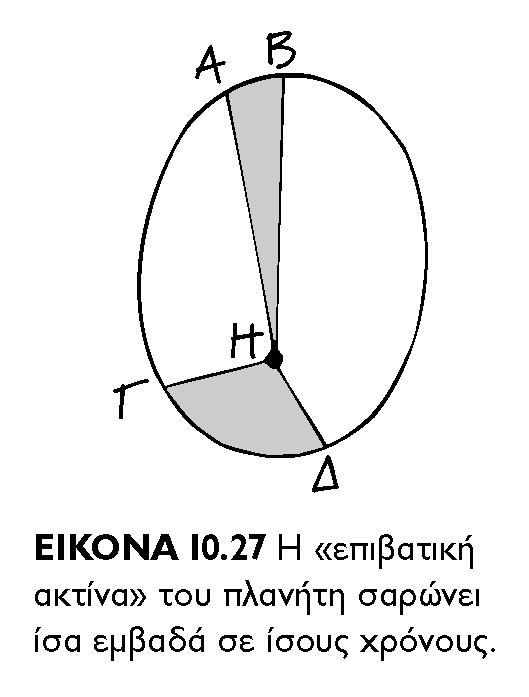 Α Β
Η
Γ
Δ
ΕΙΚΟΝΑ 10.27 Η «επιβατική
ακτίνα» του πλανήτη σαρώνει
ίσα εμβαδά σε ίσους χρόνους.